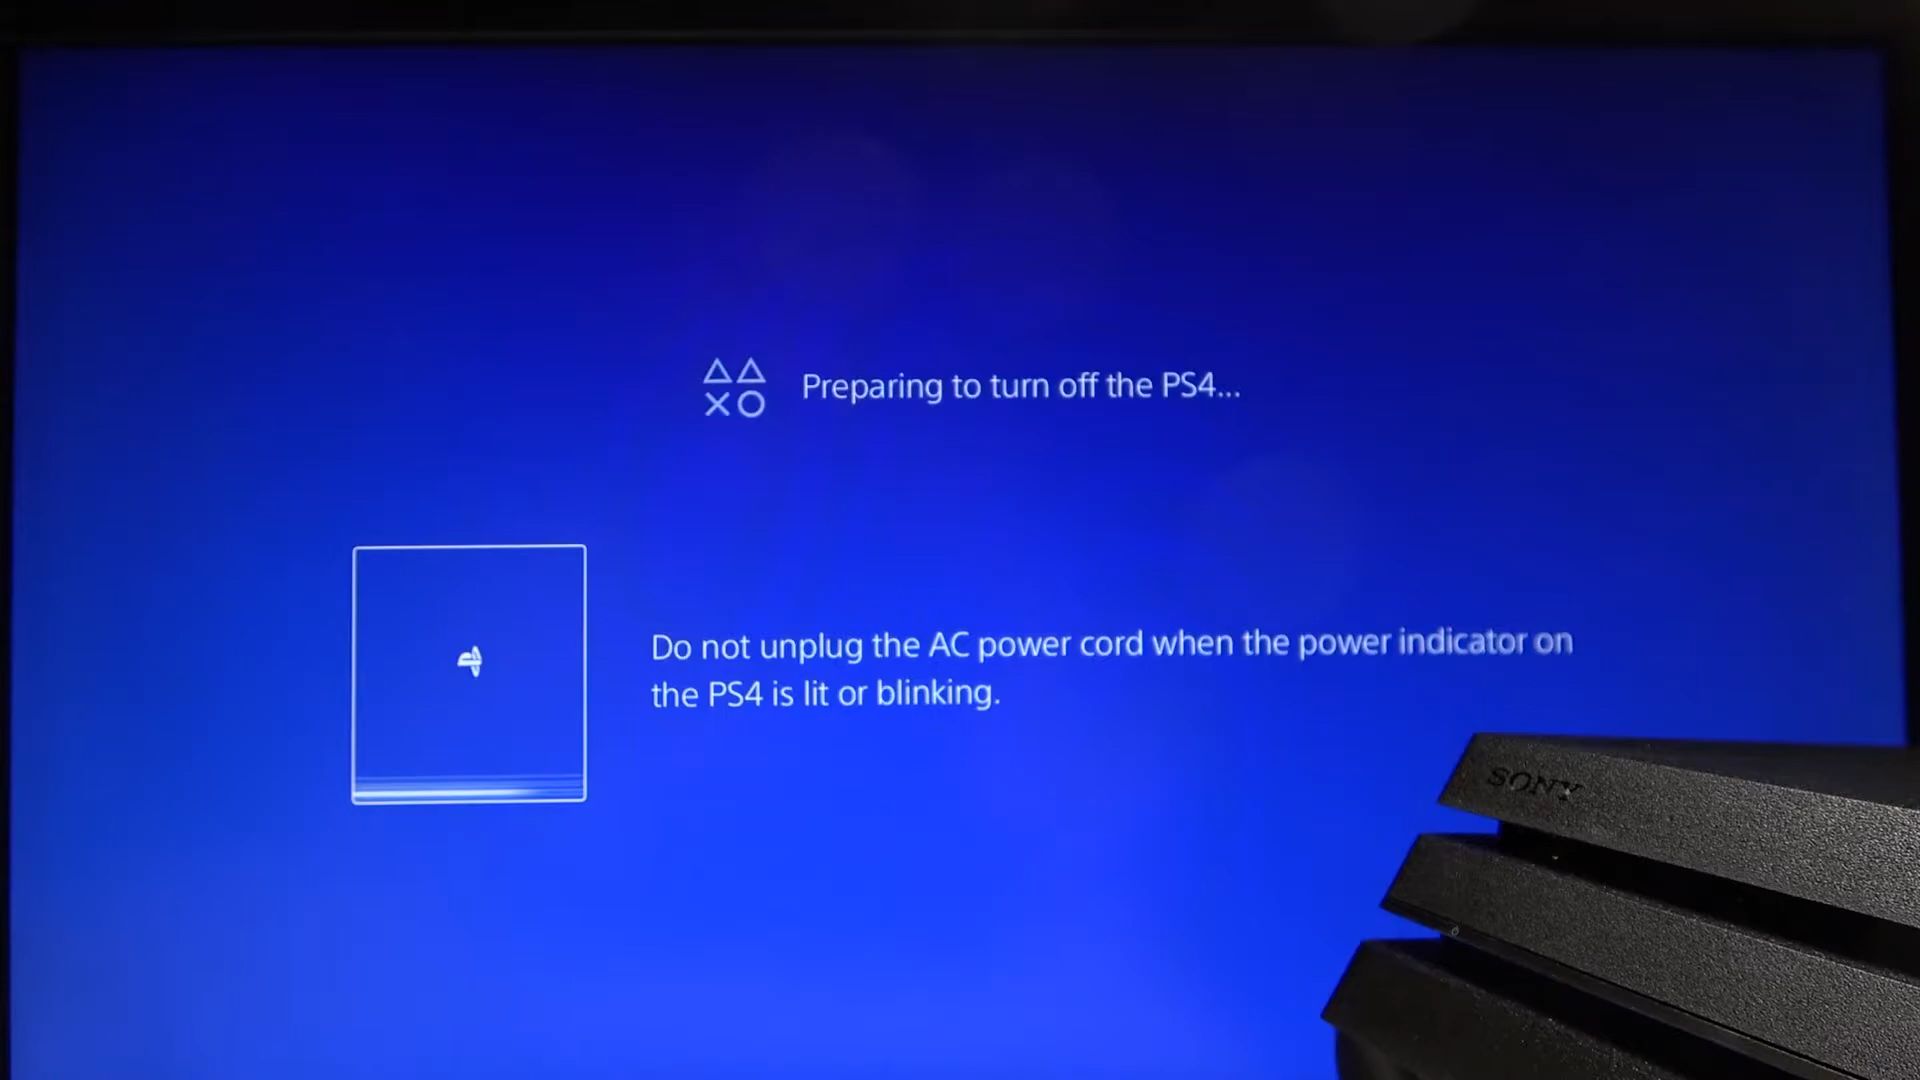 Preparing to turn off the PS4...
Do not unplug the AC power cord when the power indicator on
the PS4 is lit or blinking.
SONY